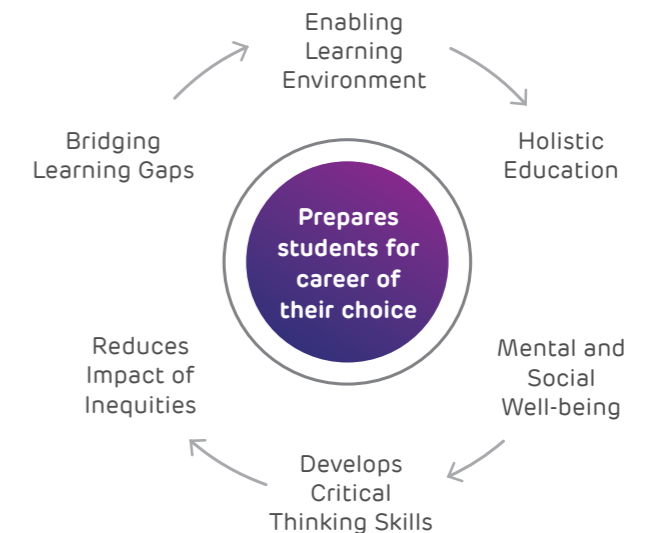 Enabling
Learning
Environment
Holistic
Education
Mental and
Social
Well-being
Develops
Critical
Thinking Skills
Reduces
Impact of
Inequities
Bridging
Learning Gaps
Prepares
students for
career of
their choice